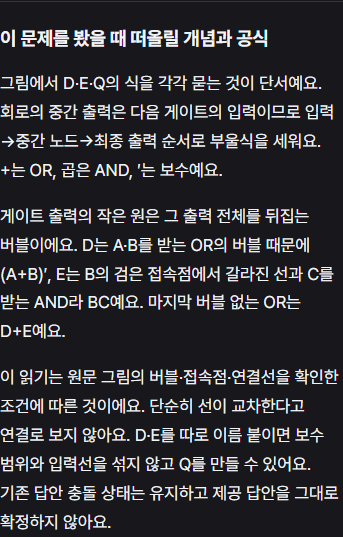 이 문제를 봤을 때 떠올릴 개념과 공식
그림에서 D·E·Q의 식을 각각 묻는 것이 단서예요.
회로의 중간 출력은 다음 게이트의 입력이므로 입력
→중간 노드→최종 출력 순서로 부울식을 세워요.
+는 OR, 곱은 AND, ′는 보수예요.
게이트 출력의 작은 원은 그 출력 전체를 뒤집는
버블이에요. D는 A·B를 받는 OR의 버블 때문에
(A+B)′, E는 B의 검은 접속점에서 갈라진 선과 C를
받는 AND라 BC예요. 마지막 버블 없는 OR는
D+E예요.
이 읽기는 원문 그림의 버블·접속점·연결선을 확인한
조건에 따른 것이에요. 단순히 선이 교차한다고
연결로 보지 않아요. D·E를 따로 이름 붙이면 보수
범위와 입력선을 섞지 않고 Q를 만들 수 있어요.
기존 답안 충돌 상태는 유지하고 제공 답안을 그대로
확정하지 않아요.